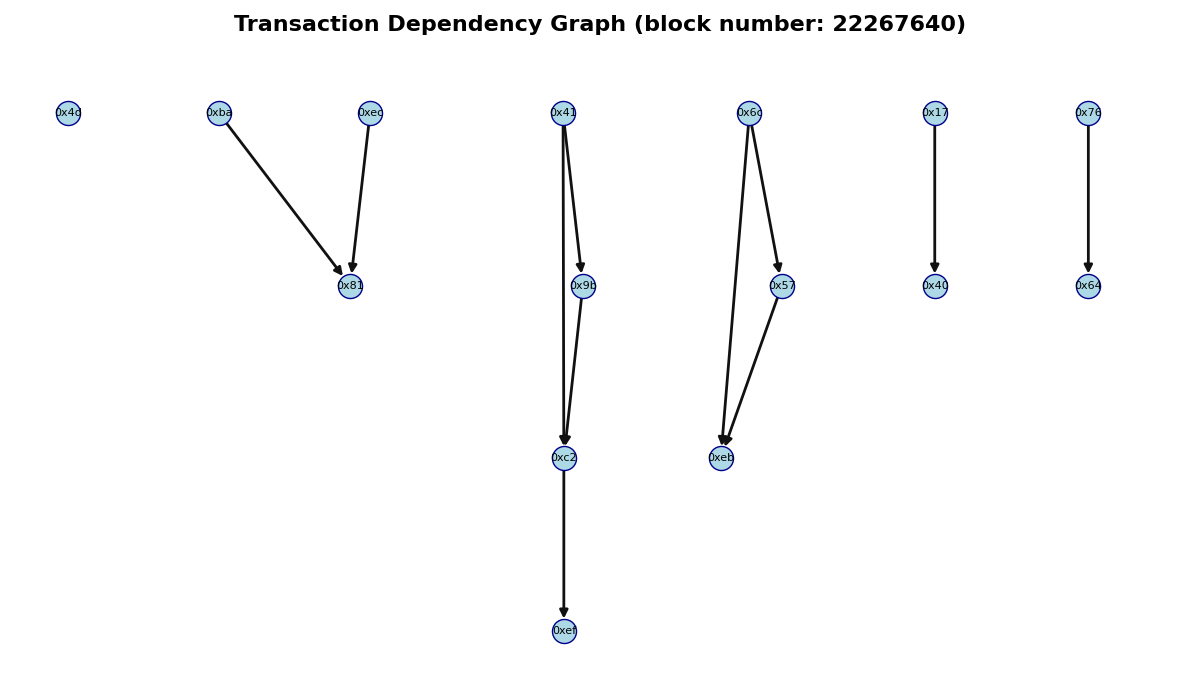 Transaction Dependency Graph (block number: 22267640)
0x4d
0xba
0xec
0x41
0x6c
0x17
0x76
0x81
0x9b
0x57
0x40
0x64
0xc2
0xeb
0xef